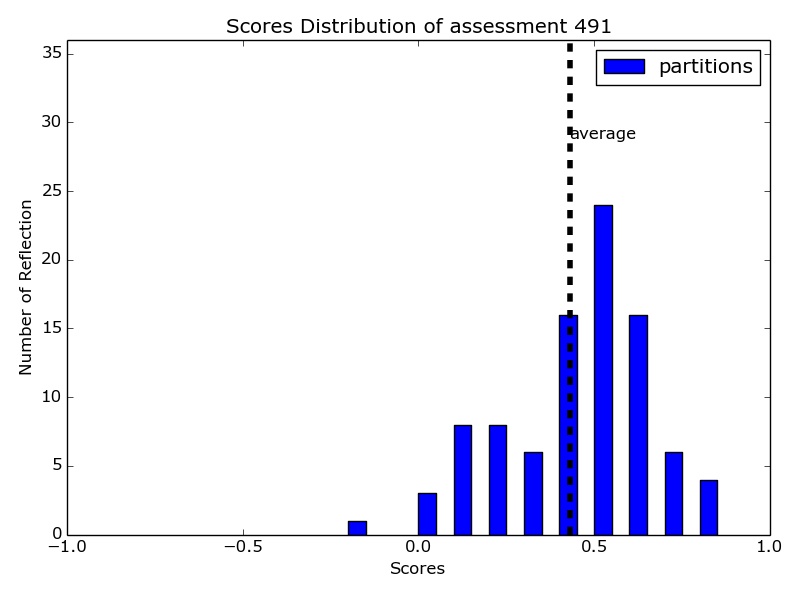 Scores Distribution of assessment 491
partitions
average
Number of Reflection
35
30
25
20
15
10
5
0
−1.0
−0.5
0.0
0.5
1.0
Scores